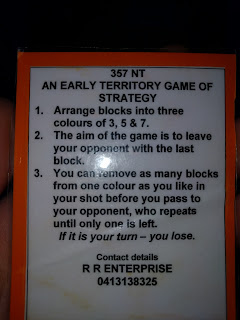 357 NT
AN EARLY TERRITORY GAME OF
STRATEGY
1. Arrange blocks into three
colours of 3, 5 & 7.
2. The aim of the game is to leave
your opponent with the last
block.
3. You can remove as many blocks
from one colour as you like in
your shot before you pass to
your opponent, who repeats
until only one is left.
If it is your turn – you lose.
Contact details
R R ENTERPRISE
0413138325